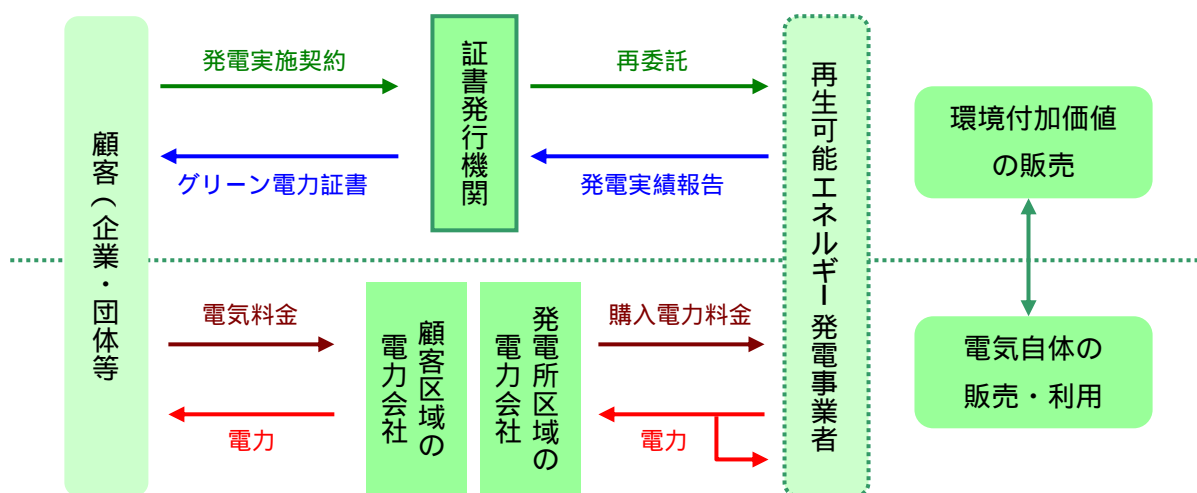 顧客(企業・団体等
発電実施契約
グリーン電力証書
証書発行機関
再委託
発電実績報告
再生可能エネルギー発電事業者
環境付加価値
の販売
電気料金
電力
顧客区域の
電力会社
発電所区域の
電力会社
購入電力料金
電力
電気自体の
販売・利用